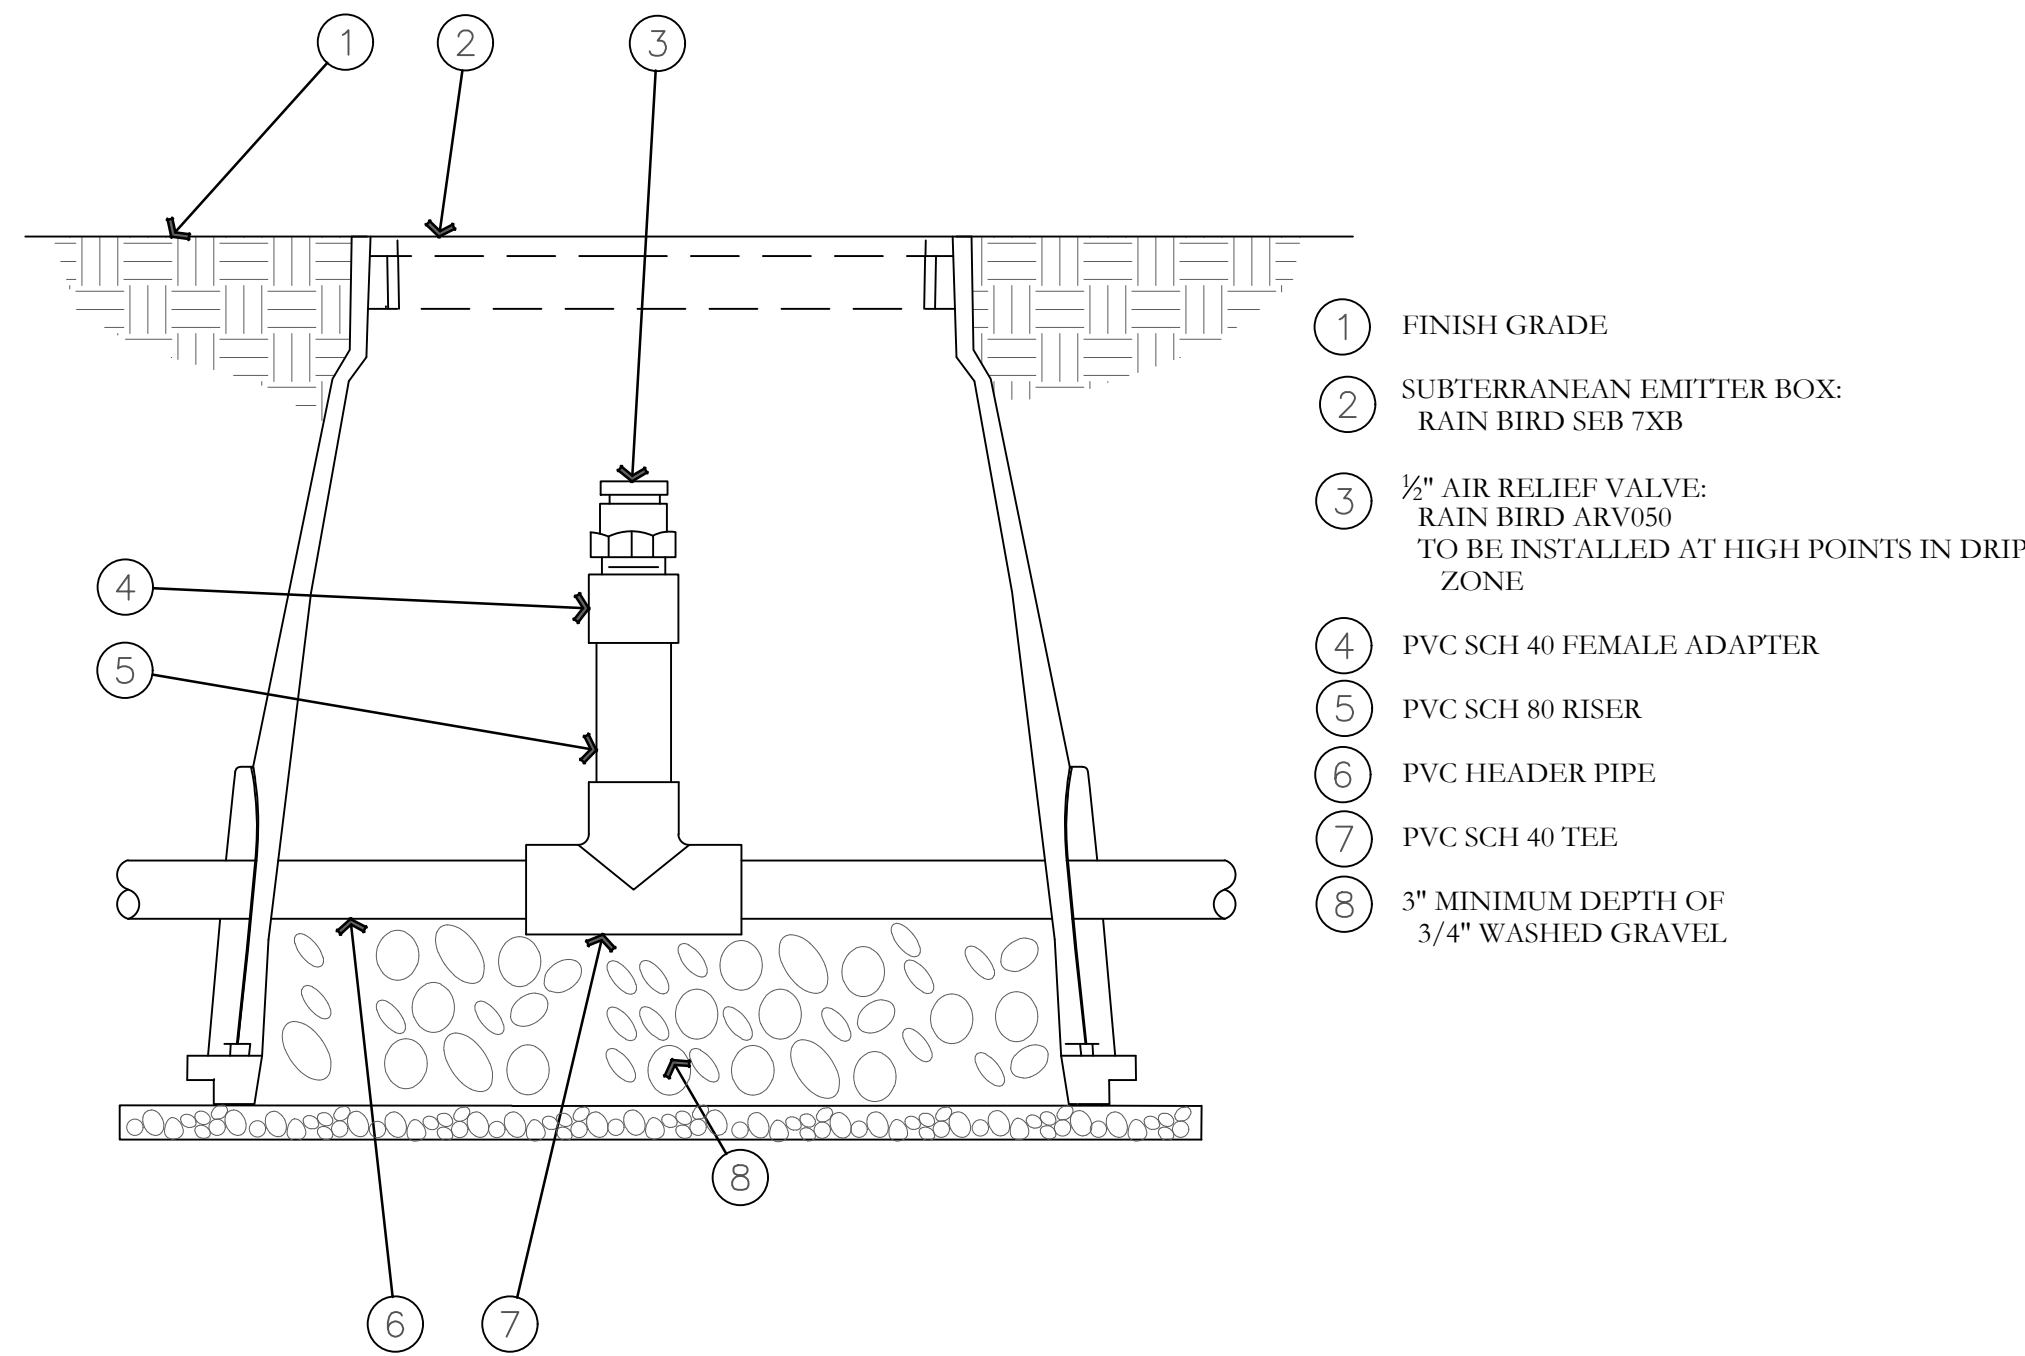 1
2
3
4
5
6
7
8
1 FINISH GRADE
2 SUBTERRANEAN EMITTER BOX:
RAIN BIRD SEB 7XB
3 ½" AIR RELIEF VALVE:
RAIN BIRD ARV050
TO BE INSTALLED AT HIGH POINTS IN DRIP
ZONE
4 PVC SCH 40 FEMALE ADAPTER
5 PVC SCH 80 RISER
6 PVC HEADER PIPE
7 PVC SCH 40 TEE
8 3" MINIMUM DEPTH OF
3/4" WASHED GRAVEL